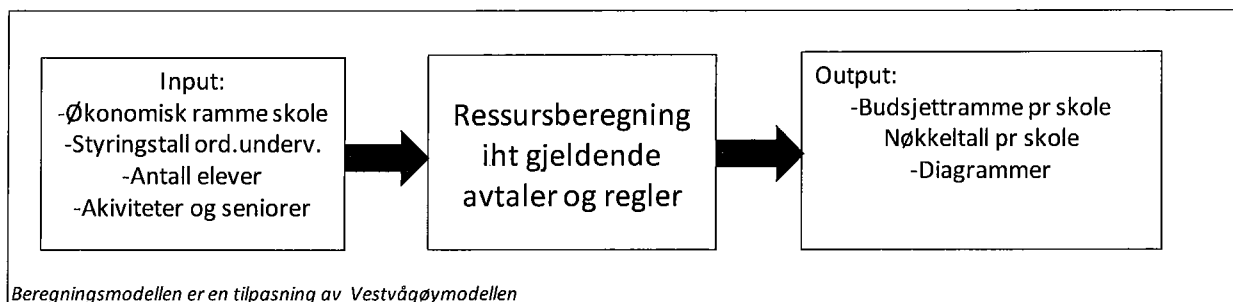 Input:
-Økonomisk ramme skole
-Styringstall ord.underv.
-Antall elever
-Akiviteter og seniorer
Ressursberegning
iht gjeldende
avtaler og regler
Output:
-Budsjettramme pr skole
Nøkkeltall pr skole
-Diagrammer
Beregningsmodellen er en tilpasning av Vestvågøymodellen